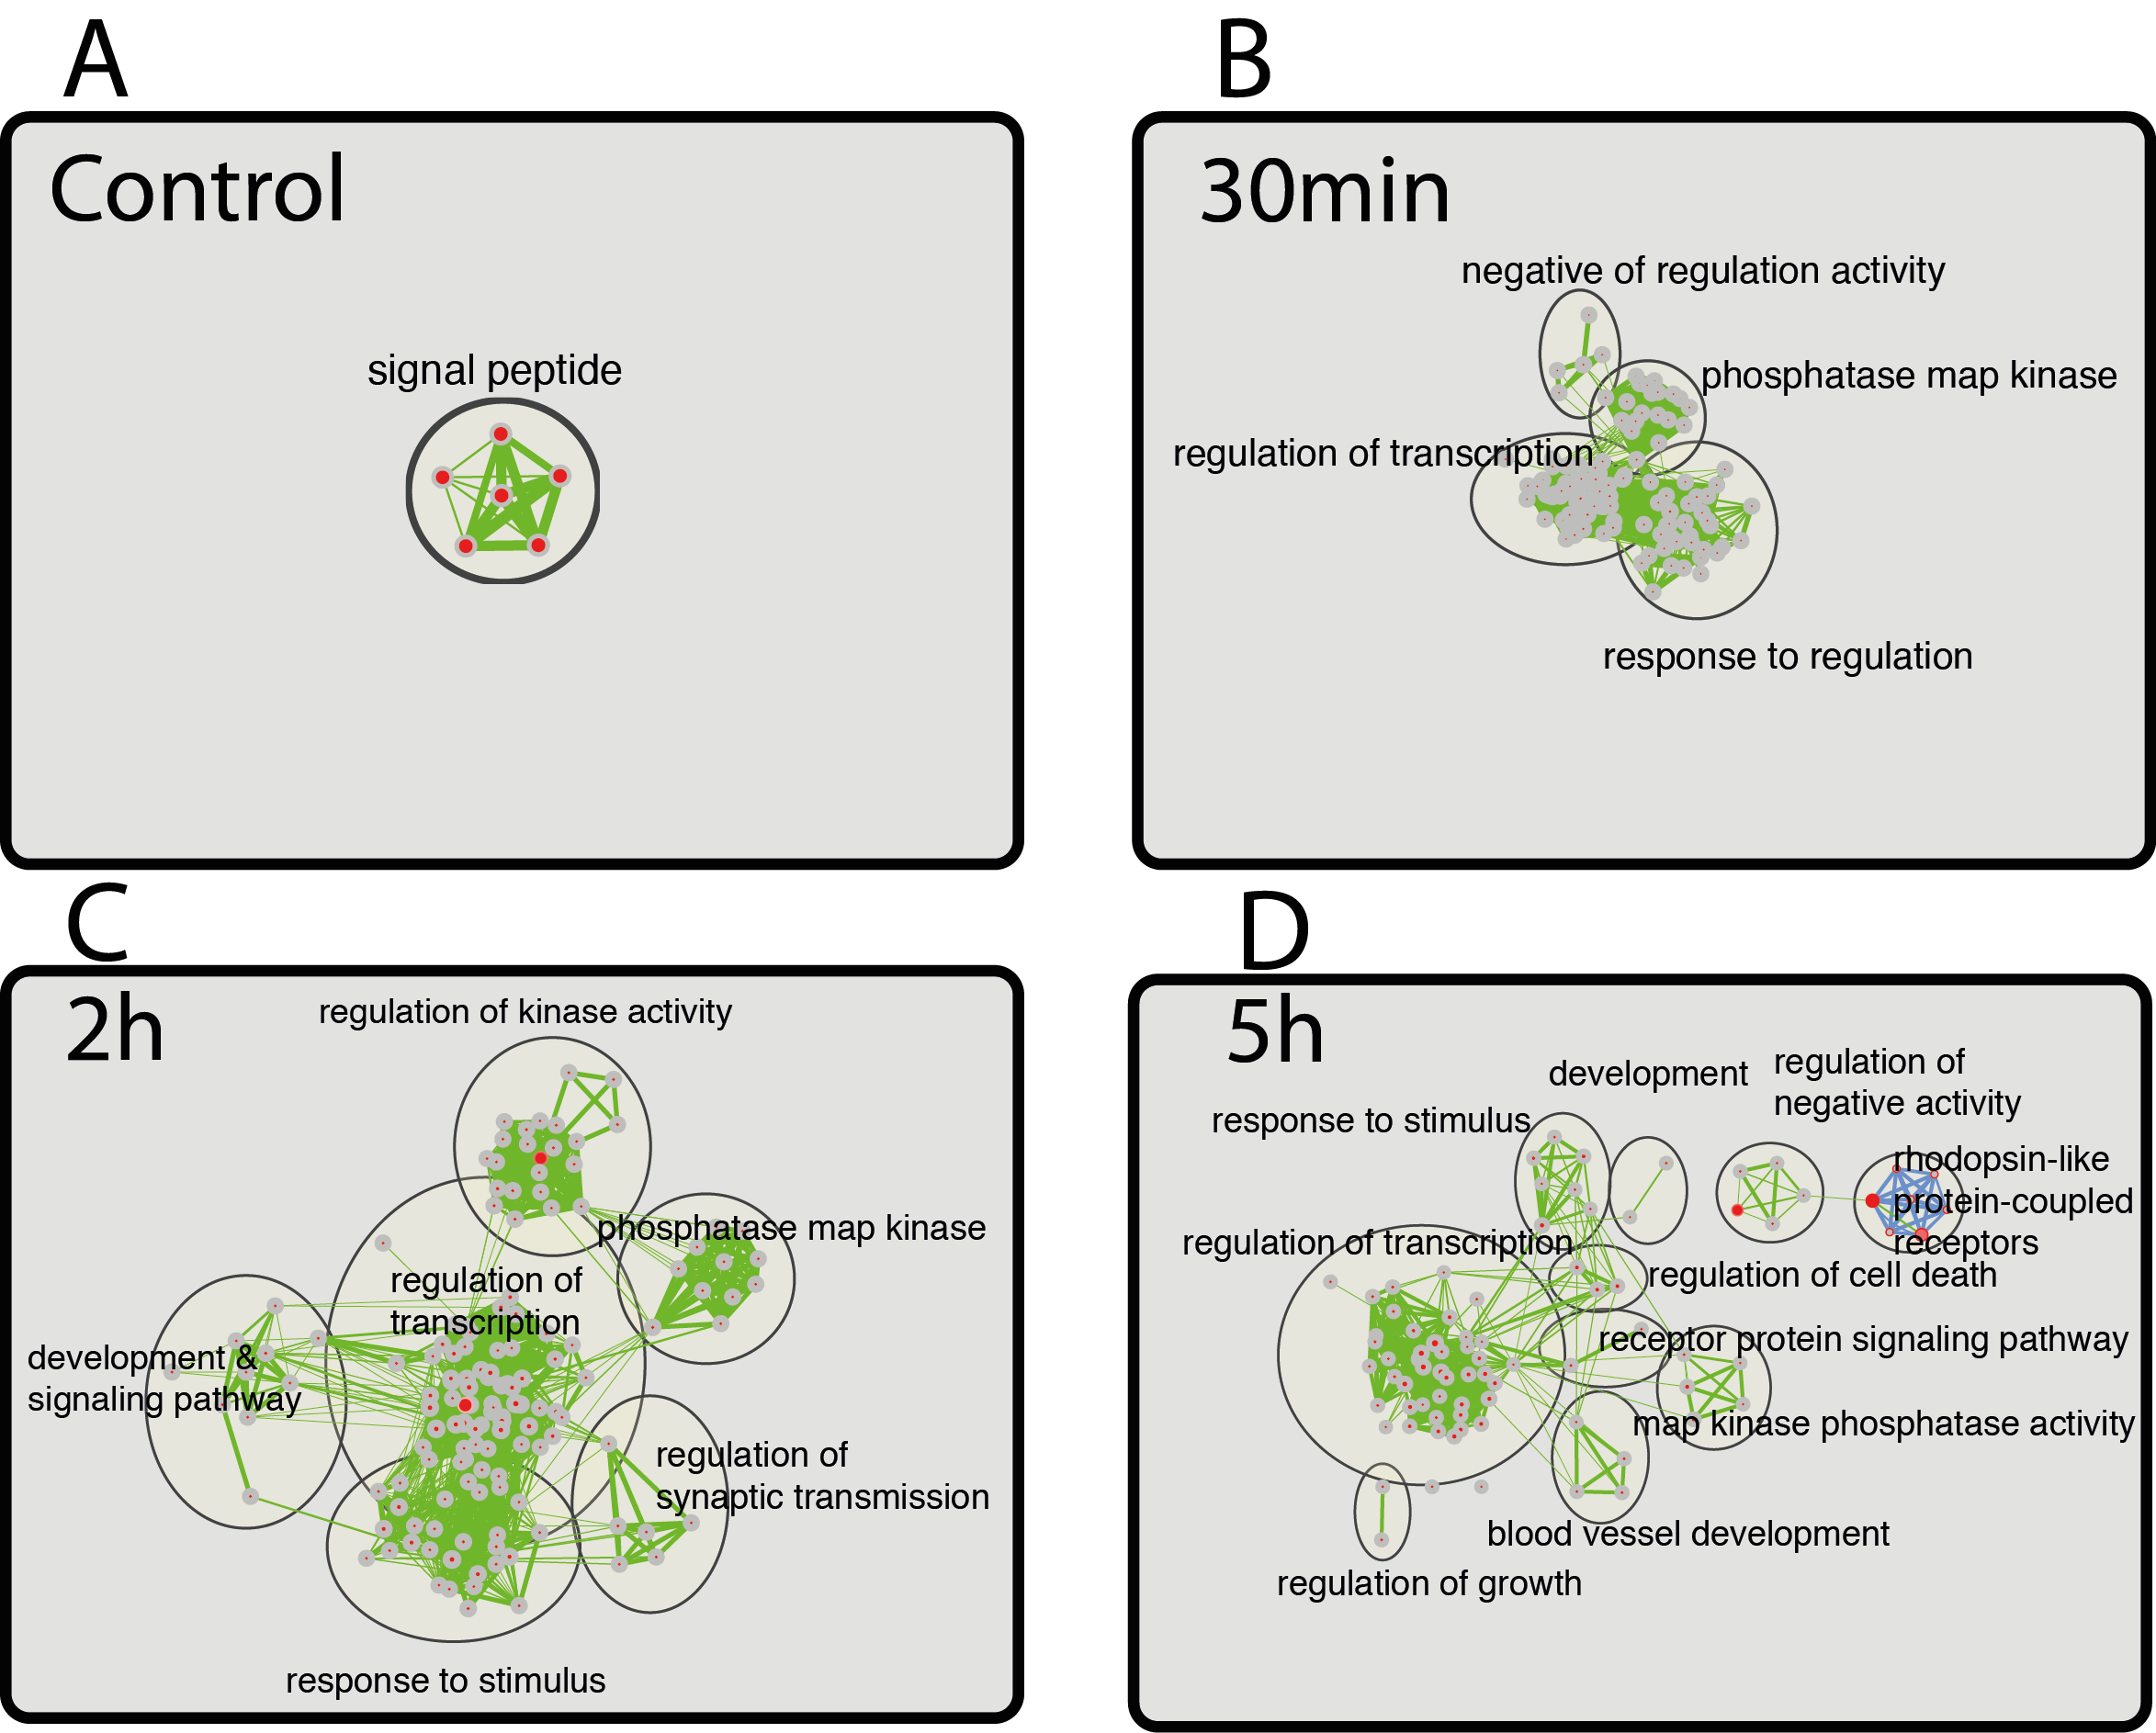 A
Control
signal peptide
B
30min
negative of regulation activity
phosphatase map kinase
regulation of transcription
response to regulation
C
2h
regulation of kinase activity
phosphatase map kinase
regulation of
transcription
development &
signaling pathway
regulation of
synaptic transmission
response to stimulus
D
5h
development
regulation of
negative activity
response to stimulus
rhodopsin-like
protein-coupled
receptors
regulation of transcription
regulation of cell death
receptor protein signaling pathway
map kinase phosphatase activity
blood vessel development
regulation of growth